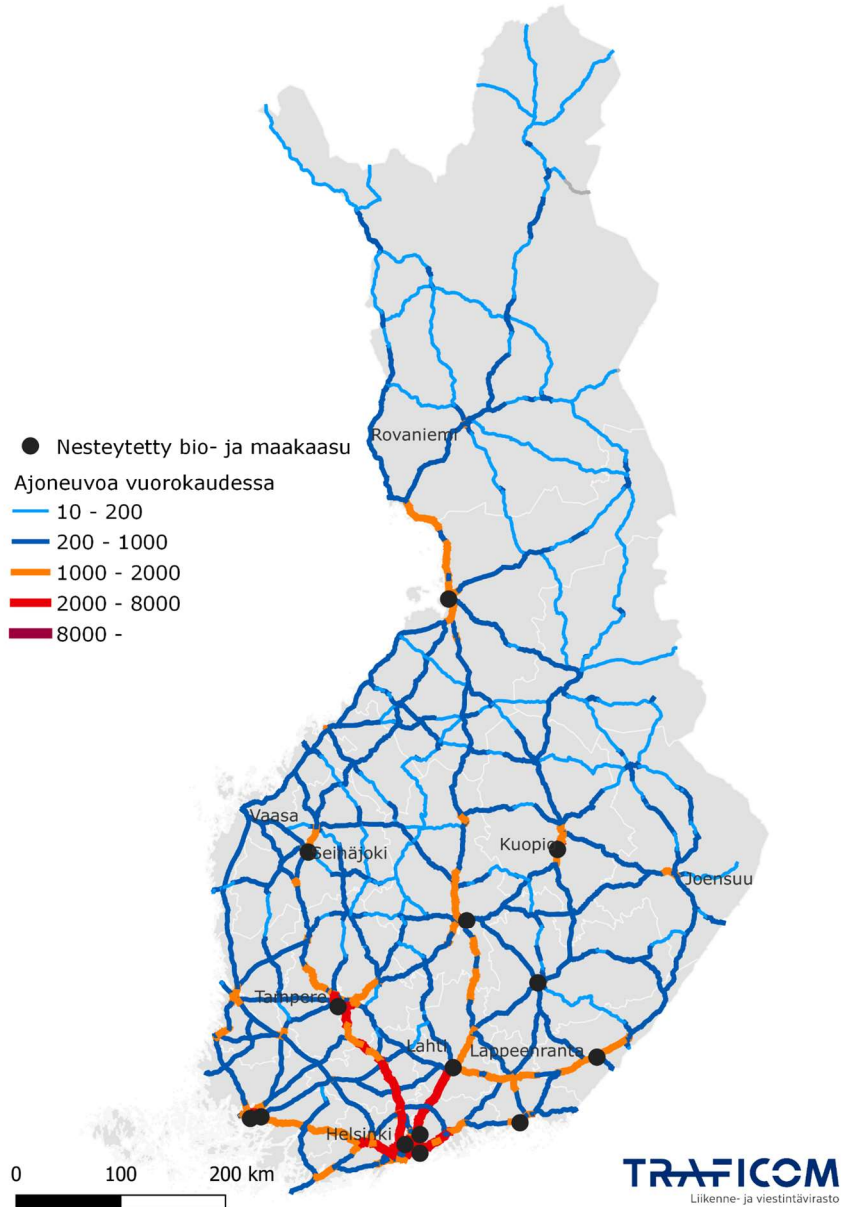 Rovaniemi
Nesteytetty bio- ja maakaasu
Ajoneuvoa vuorokaudessa
10 - 200
200 - 1000
1000 - 2000
2000 - 8000
8000 -
Vaasa
Seinäjoki
Kuopio
Joensuu
Tampere
Lahti
Lappeenranta
Helsinki
0 100 200 km
TRAFICOM
Liikenne- ja viestintävirasto